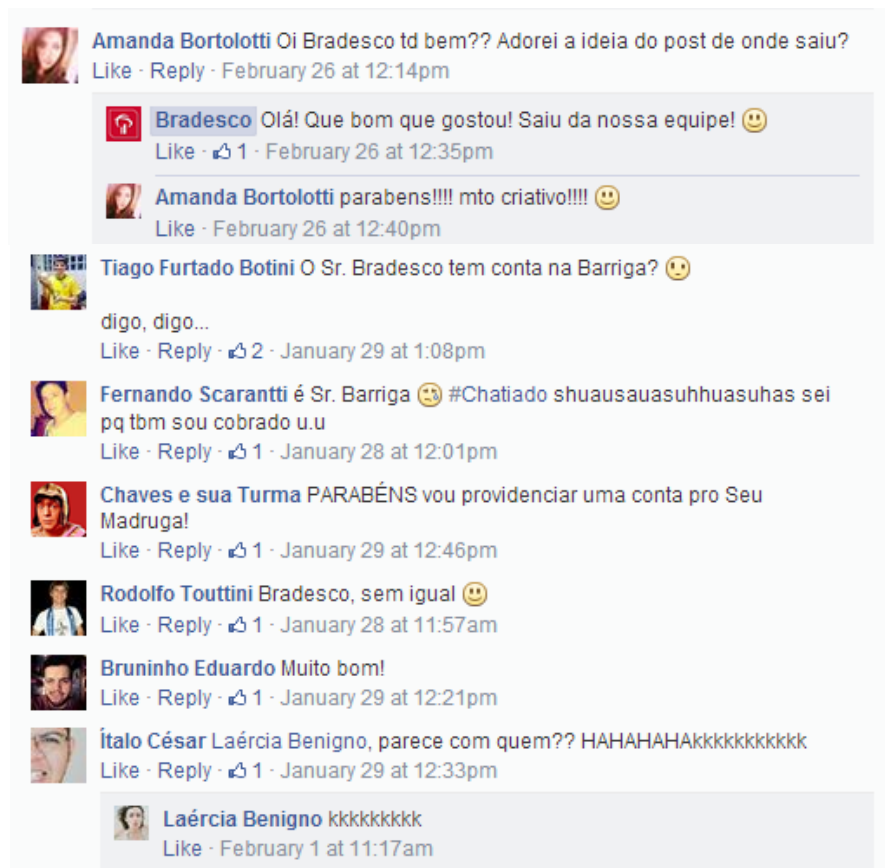 Amanda Bortolotti Oi Bradesco td bem?? Adorei a ideia do post de onde saiu?
Like · Reply · February 26 at 12:14pm
Bradesco Olá! Que bom que gostou! Saiu da nossa equipe!
Like · 1 · February 26 at 12:35pm
Amanda Bortolotti parabens!!!! mto criativo!!!!
Like · February 26 at 12:40pm
Tiago Furtado Botini O Sr. Bradesco tem conta na Barriga?
digo, digo...
Like · Reply · 2 · January 29 at 1:08pm
Fernando Scarantti é Sr. Barriga #Chatiado shuausauasuhhuasuhas sei
pq tbm sou cobrado u.u
Like · Reply · 1 · January 28 at 12:01pm
Chaves e sua Turma PARABÉNS vou providenciar uma conta pro Seu
Madruga!
Like · Reply · 1 · January 29 at 12:46pm
Rodolfo Touttini Bradesco, sem igual
Like · Reply · 1 · January 28 at 11:57am
Bruninho Eduardo Muito bom!
Like · Reply · 1 · January 29 at 12:21pm
Ítalo César Laércia Benigno, parece com quem?? HAHAHAHAkkkkkkkkkkk
Like · Reply · 1 · January 29 at 12:33pm
Laércia Benigno kkkkkkkkk
Like · February 1 at 11:17am